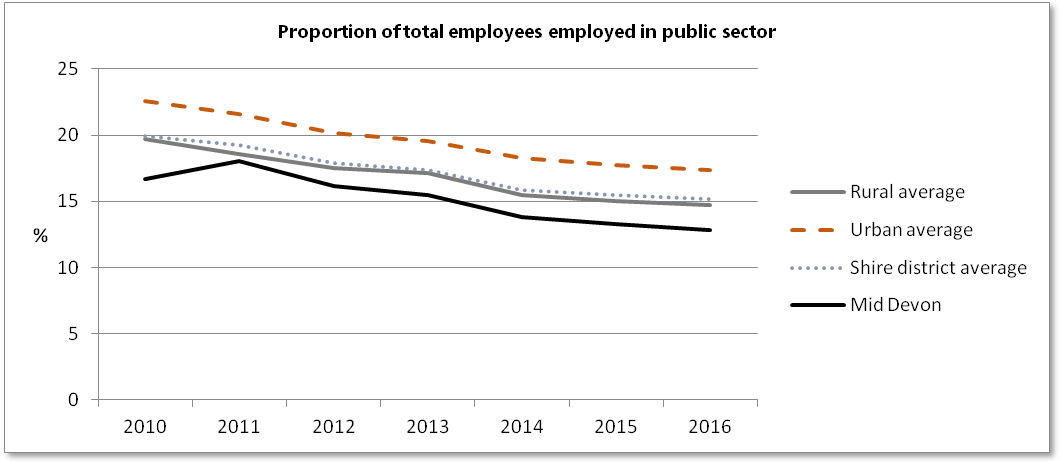 Proportion of total employees employed in public sector
25
20
15
10
5
0
%
2010 2011 2012 2013 2014 2015 2016
Rural average
Urban average
Shire district average
Mid Devon